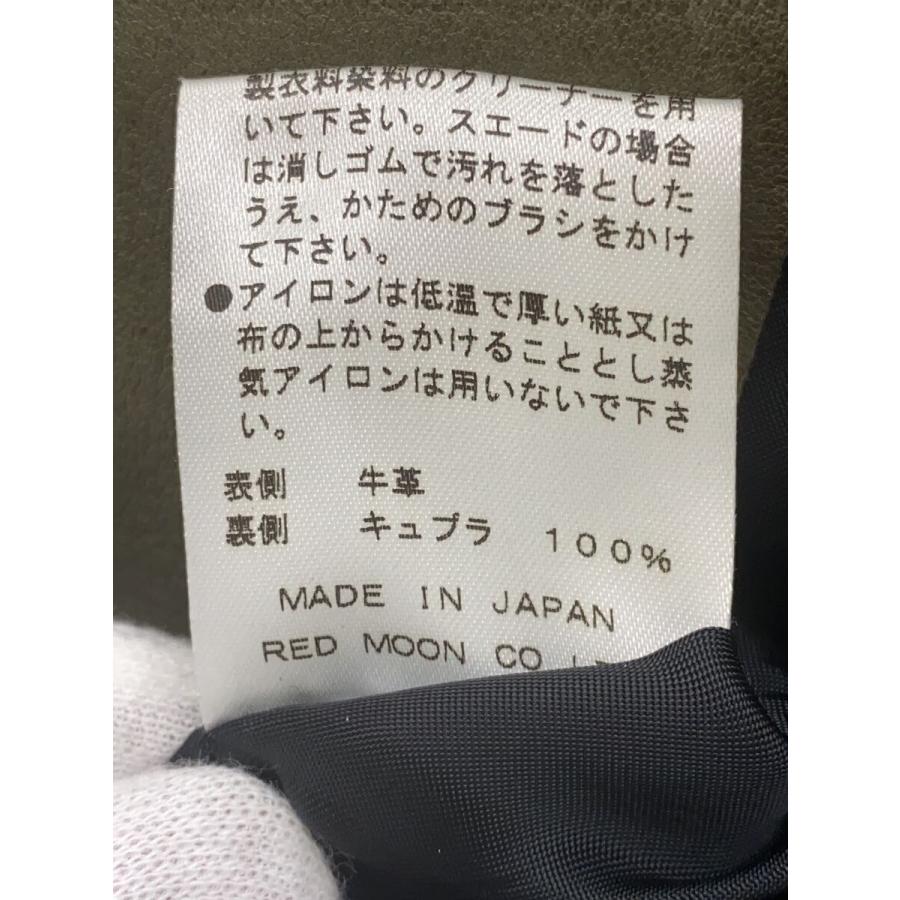 製衣料染料のクリーナーを用
いて下さい。スエードの場合
は消しゴムで汚れを落とした
うえ、かためのブラシをかけ
て下さい。
●アイロンは低温で厚い紙又は
布の上からかけることとし蒸
気アイロンは用いないで下さ
い。
表側 牛革
裏側 キュプラ 100%
MADE IN JAPAN
RED MOON CO